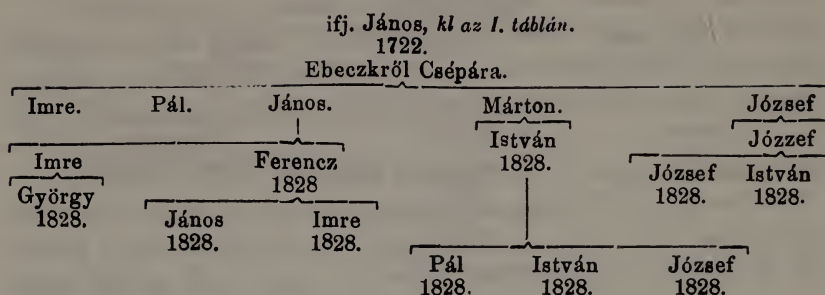 ifj. János, kl az I. táblán.
1722.
Ebeczkről Csépára.
Imre. Pál. János. Márton. József
Imre Ferencz István Józzef
György 1828 1828. József István
1828. János Imre 1828. 1828.
1828. 1828.
Pál István József
1828. 1828. 1828.